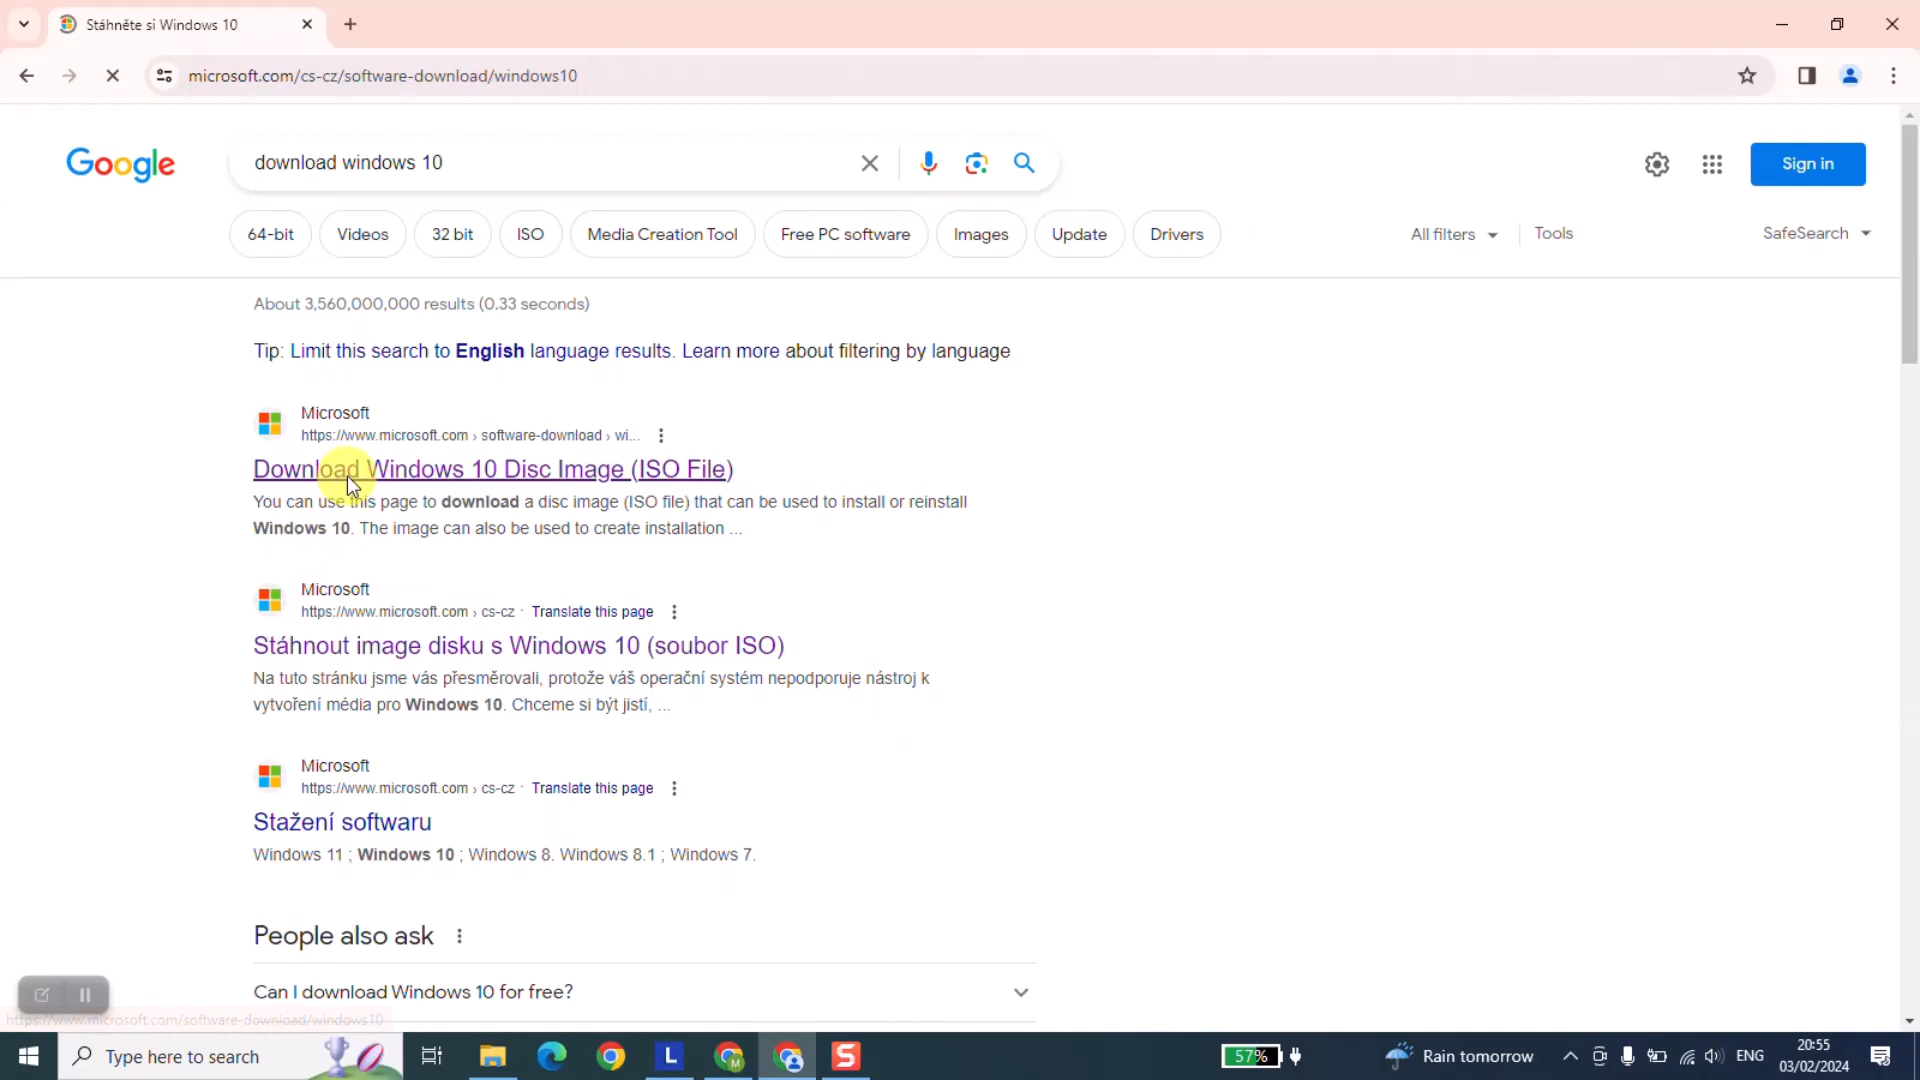 Stáhněte si Windows 10
microsoft.com/cs-cz/software-download/windows10
Google
download windows 10
Sign in
64-bit
Videos
32 bit
ISO
Media Creation Tool
Free PC software
Images
Update
Drivers
All filters
Tools
SafeSearch
About 3,560,000,000 results (0.33 seconds)
Tip: Limit this search to English language results. Learn more about filtering by language
Microsoft
https://www.microsoft.com › software-download › wi...
Download Windows 10 Disc Image (ISO File)
You can use this page to download a disc image (ISO file) that can be used to install or reinstall
Windows 10. The image can also be used to create installation ...
Microsoft
https://www.microsoft.com › cs-cz · Translate this page
Stáhnout image disku s Windows 10 (soubor ISO)
Na tuto stránku jsme vás přesměrovali, protože váš operační systém nepodporuje nástroj k
vytvoření média pro Windows 10. Chceme si být jistí, ...
Microsoft
https://www.microsoft.com › cs-cz · Translate this page
Stažení softwaru
Windows 11 ; Windows 10 ; Windows 8. Windows 8.1 ; Windows 7.
People also ask
Can I download Windows 10 for free?
https://www.microsoft.com/software-download/windows10
Type here to search
L
M
S
57%
Rain tomorrow
ENG
20:55
03/02/2024